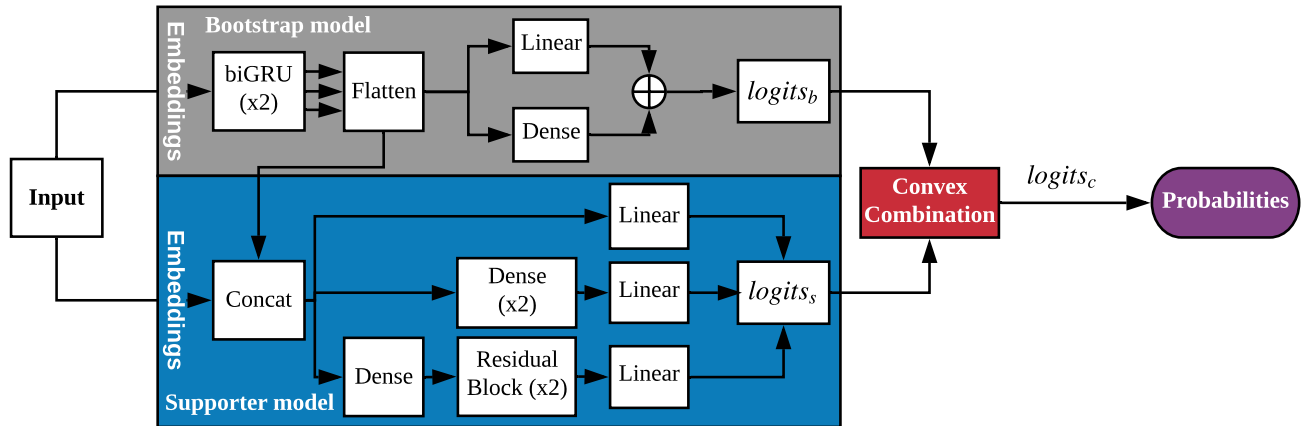 Input
Embeddings
Bootstrap model
biGRU
(x2)
Flatten
Linear
Dense
logits_b
Embeddings
Concat
Linear
Dense
(x2)
Linear
Dense
Residual
Block (x2)
Linear
logits_s
Supporter model
Convex
Combination
logits_c
Probabilities